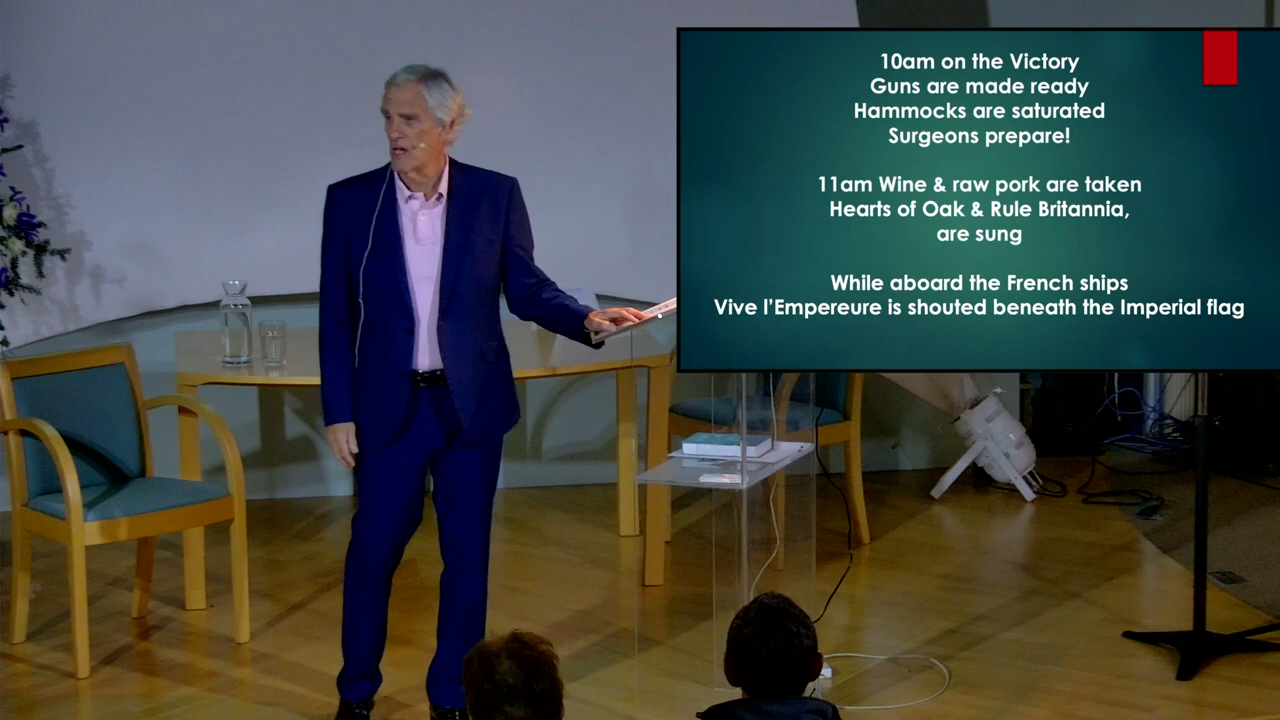 10am on the Victory
Guns are made ready
Hammocks are saturated
Surgeons prepare!
11am Wine & raw pork are taken
Hearts of Oak & Rule Britannia,
are sung
While aboard the French ships
Vive l'Empereure is shouted beneath the Imperial flag